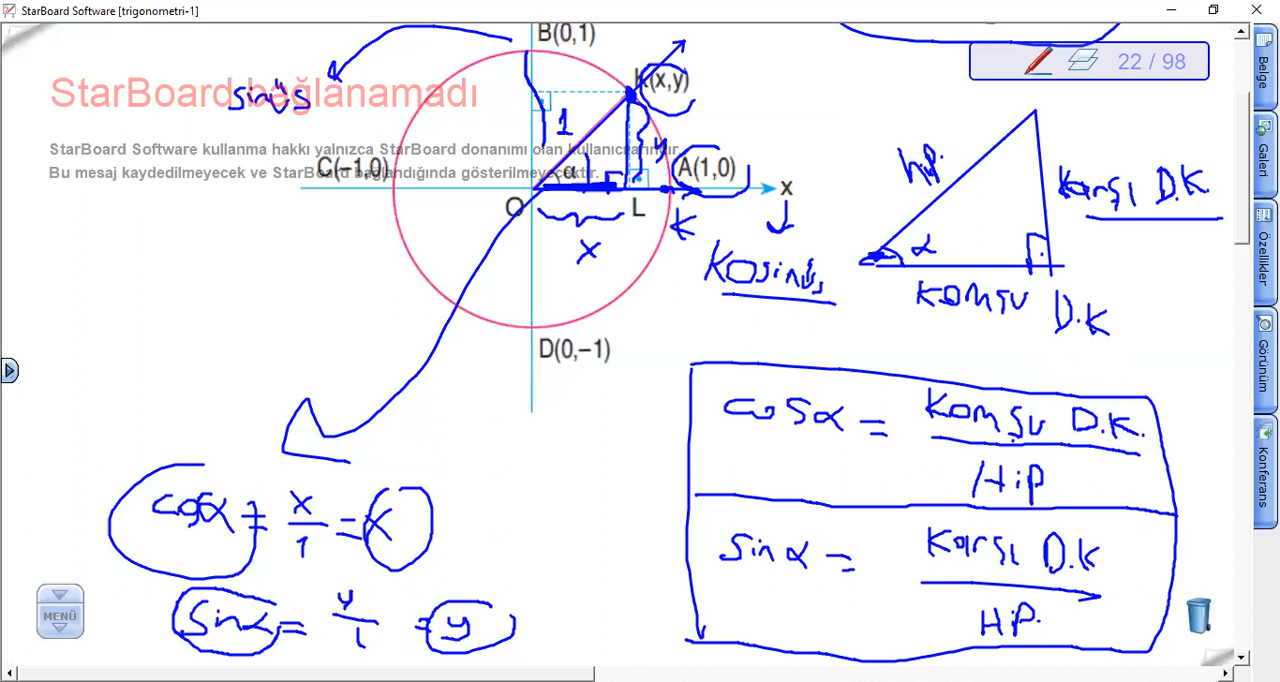 StarBoard Software [trigonometri-1]
B(0,1)
K(x,y)
22 / 98
sinüs
StarBoard bağlanamadı
1
y
StarBoard Software kullanma hakkı yalnızca StarBoard donanımı olan kullanıcılarındır.
Bu mesaj kaydedilmeyecek ve StarBoard bağlandığında gösterilmeyecektir.
C(-1,0)
α
A(1,0)
x
O
L
K
x
Kosinüs
D(0,-1)
hip.
Karşı D.K.
α
Komşu D.K
cosα = Komşu D.K.
Hip
sinα = Karşı D.K
Hip.
cosα = x/1 = x
sinα = y/1 = y
MENÜ
Belge
Galeri
Özellikler
Görünüm
Konferans